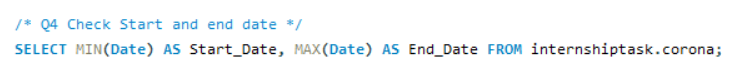 /* Q4 Check Start and end date */
SELECT MIN(Date) AS Start_Date, MAX(Date) AS End_Date FROM internshiptask.corona;